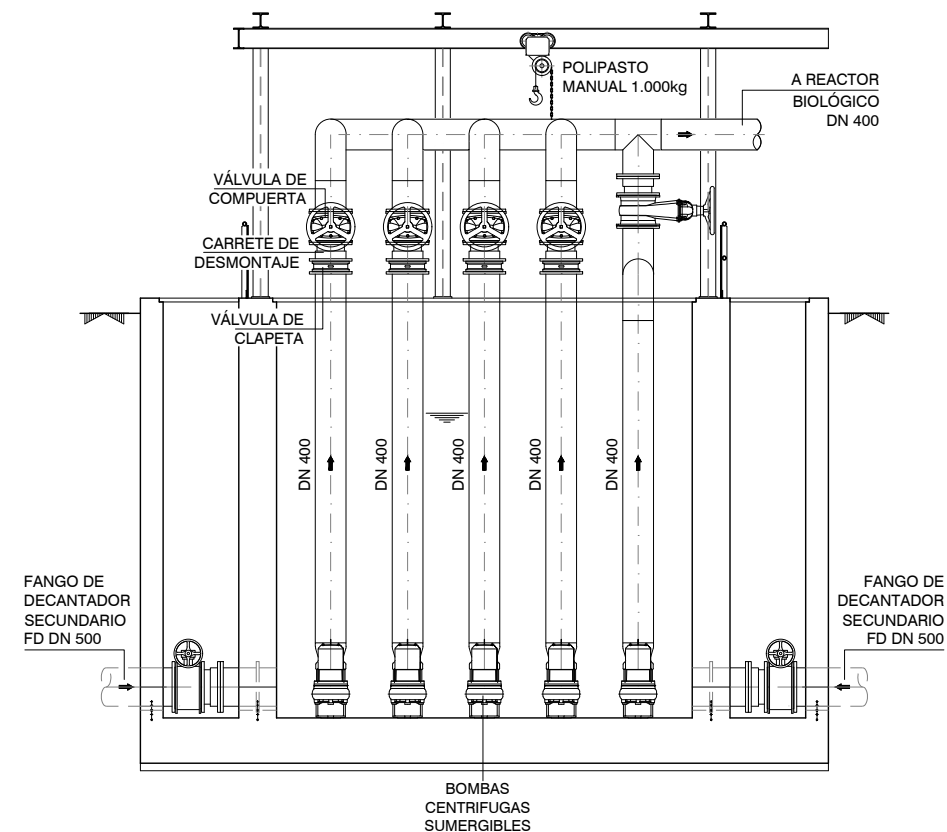 POLIPASTO
MANUAL 1.000kg
A REACTOR
BIOLÓGICO
DN 400
VÁLVULA DE
COMPUERTA
CARRETE DE
DESMONTAJE
VÁLVULA DE
CLAPETA
DN 400
DN 400
DN 400
DN 400
DN 400
FANGO DE
DECANTADOR
SECUNDARIO
FD DN 500
FANGO DE
DECANTADOR
SECUNDARIO
FD DN 500
BOMBAS
CENTRIFUGAS
SUMERGIBLES